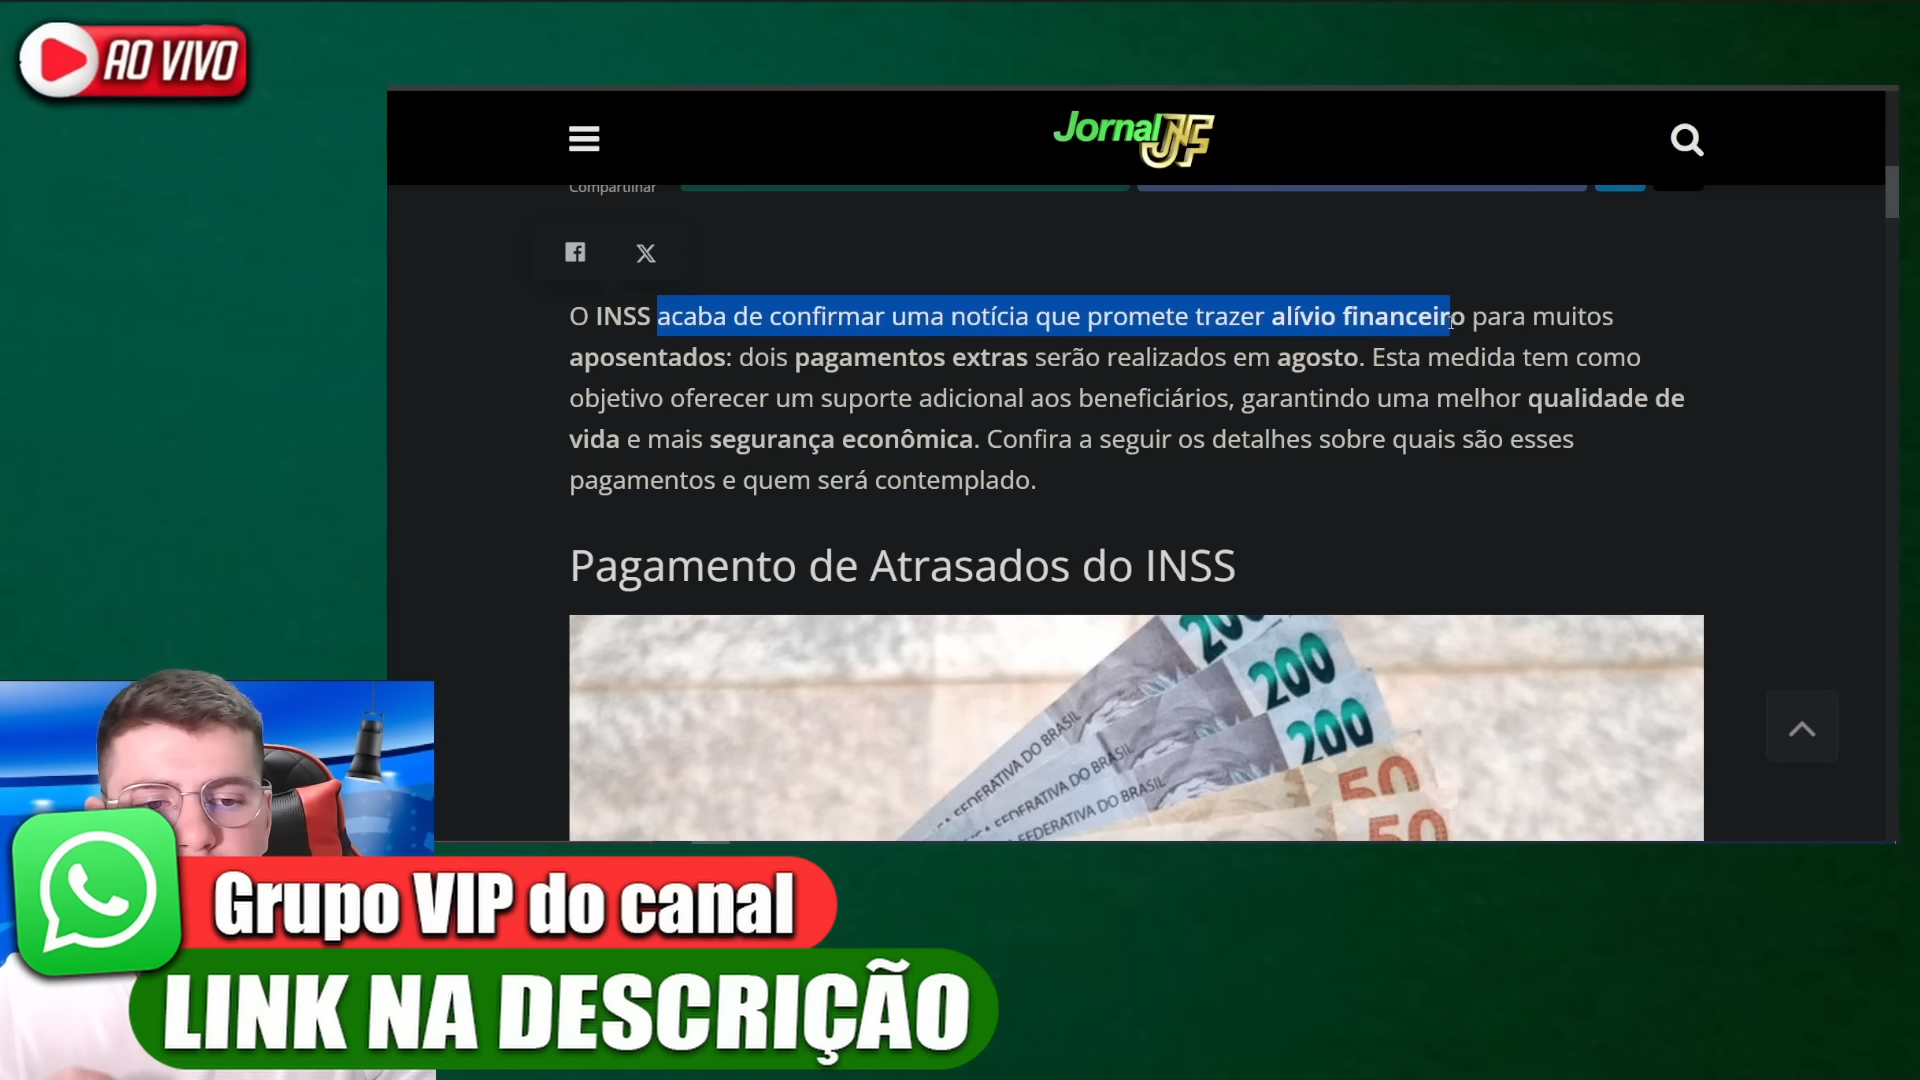 AO VIVO
Jornal JF
Compartilhar
O INSS acaba de confirmar uma notícia que promete trazer alívio financeiro para muitos
aposentados: dois pagamentos extras serão realizados em agosto. Esta medida tem como
objetivo oferecer um suporte adicional aos beneficiários, garantindo uma melhor qualidade de
vida e mais segurança econômica. Confira a seguir os detalhes sobre quais são esses
pagamentos e quem será contemplado.
Pagamento de Atrasados do INSS
200
200
200
FEDERATIVA DO BRASIL
FEDERATIVA DO BRASIL
FEDERATIVA DO BRASIL
50
50
Grupo VIP do canal
LINK NA DESCRIÇÃO